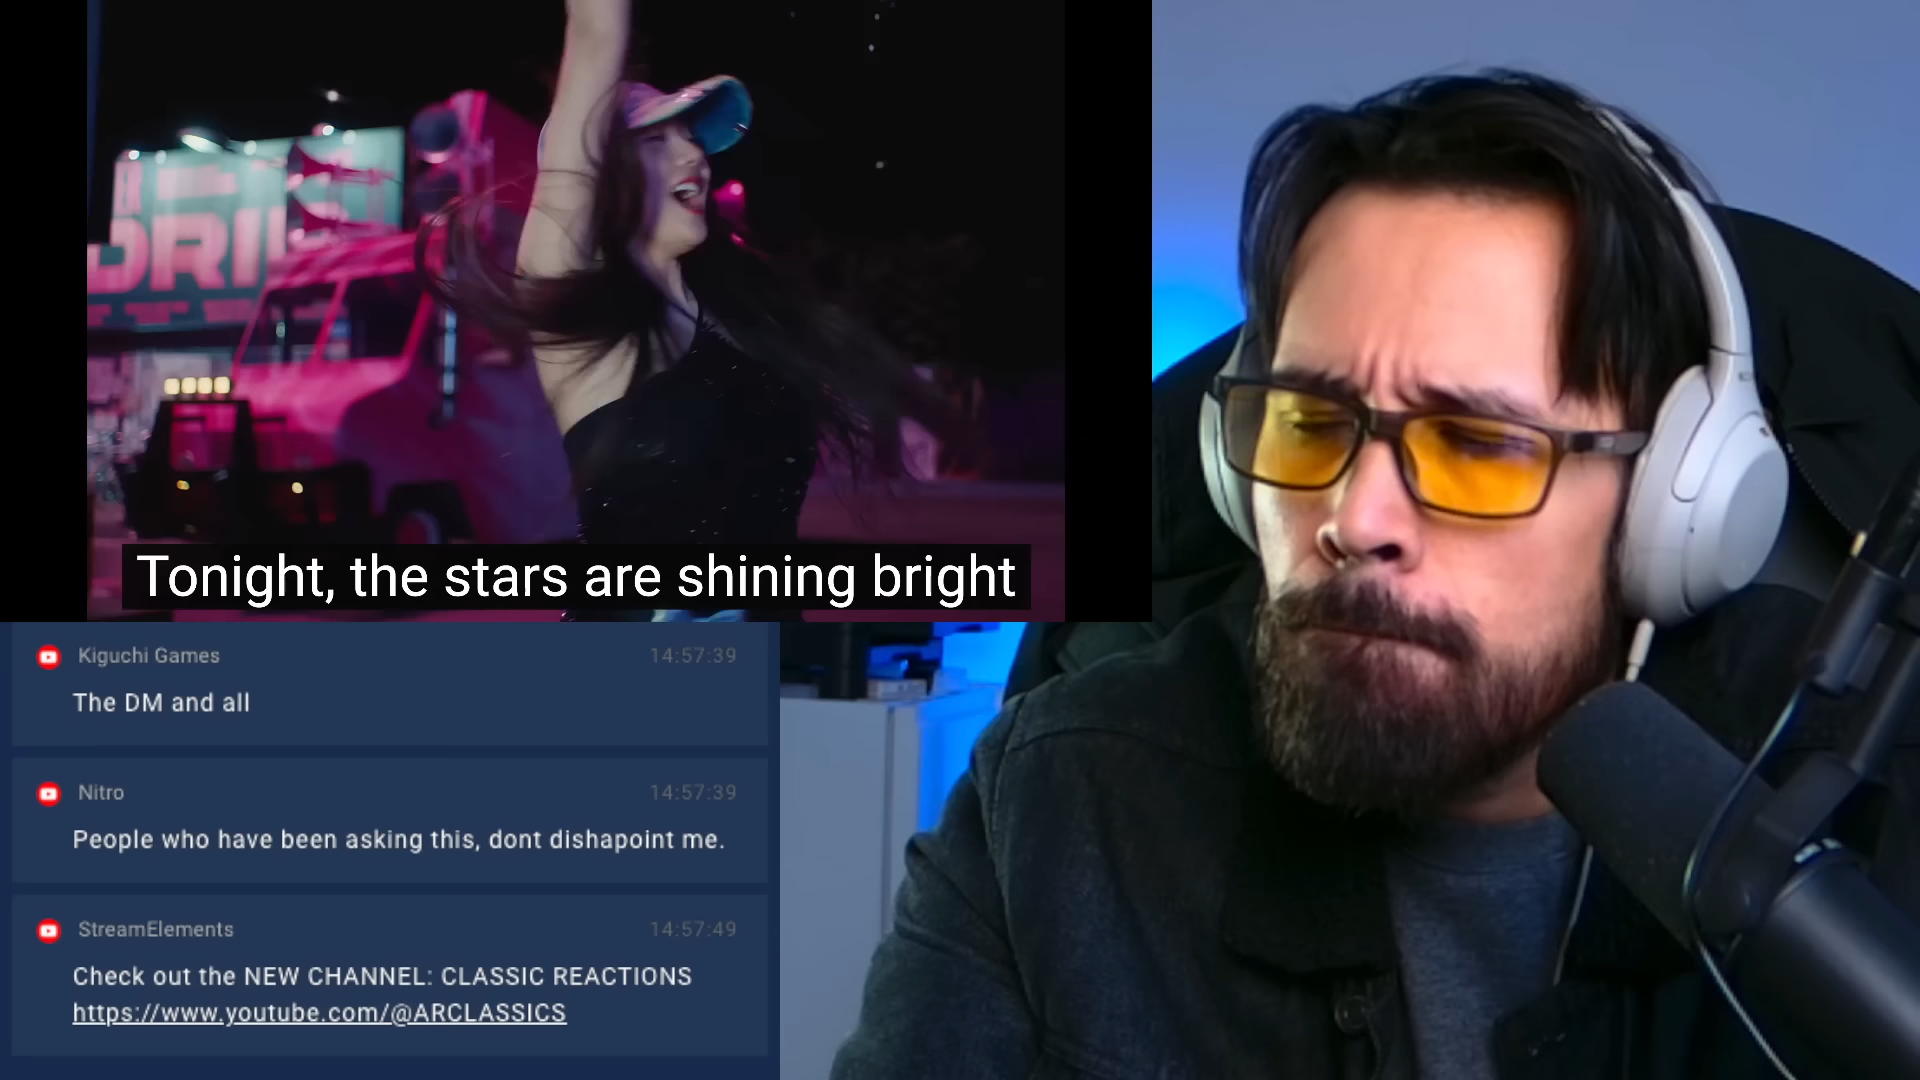 ER
DRI
Tonight, the stars are shining bright
Kiguchi Games 14:57:39
The DM and all
Nitro 14:57:39
People who have been asking this, dont dishapoint me.
StreamElements 14:57:49
Check out the NEW CHANNEL: CLASSIC REACTIONS
https://www.youtube.com/@ARCLASSICS